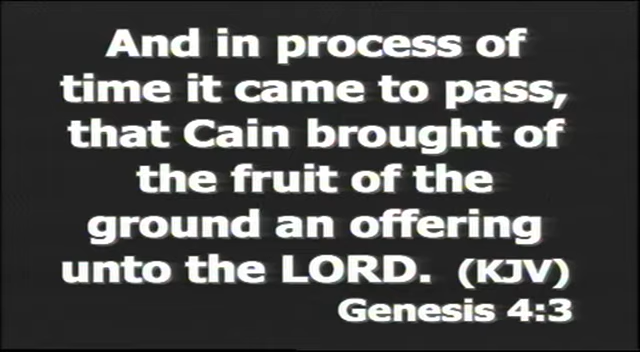 And in process of
time it came to pass,
that Cain brought of
the fruit of the
ground an offering
unto the LORD. (KJV)
Genesis 4:3